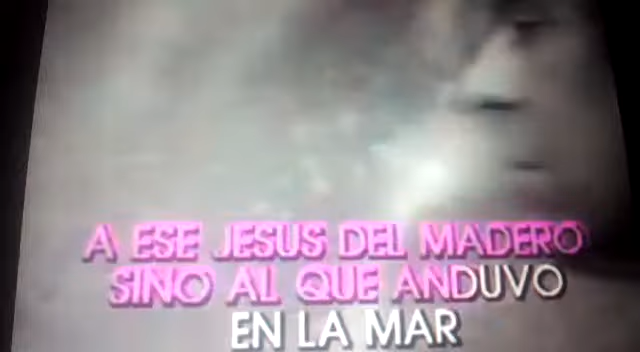 A ESE JESUS DEL MADERO
SINO AL QUE ANDUVO
EN LA MAR